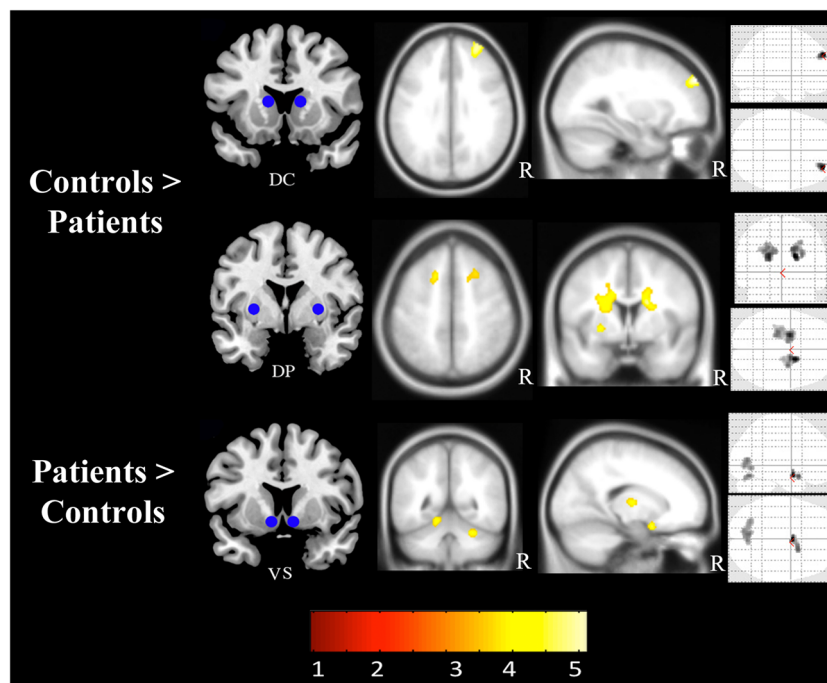 Controls >
Patients
DC
R
R
DP
R
R
Patients >
Controls
VS
R
R
1 2 3 4 5